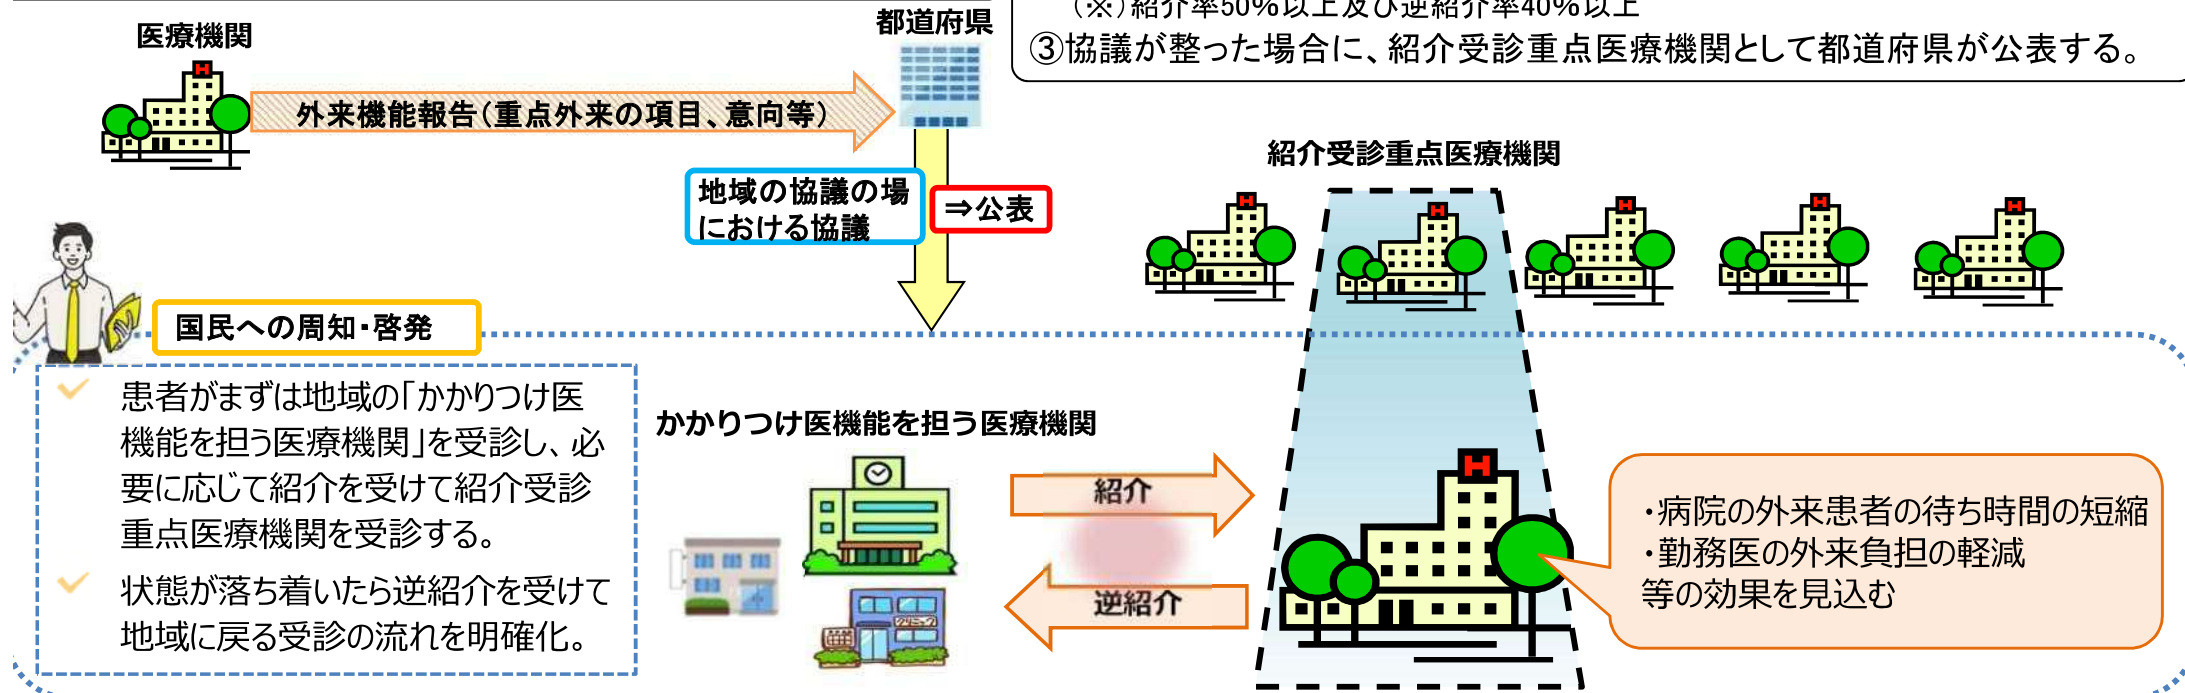 (※)紹介率50%以上及び逆紹介率40%以上
③協議が整った場合に、紹介受診重点医療機関として都道府県が公表する。
医療機関
都道府県
外来機能報告(重点外来の項目、意向等)
地域の協議の場
における協議
⇒公表
紹介受診重点医療機関
H
H
H
H
H
H
国民への周知・啓発
患者がまずは地域の「かかりつけ医
機能を担う医療機関」を受診し、必
要に応じて紹介を受けて紹介受診
重点医療機関を受診する。
状態が落ち着いたら逆紹介を受けて
地域に戻る受診の流れを明確化。
かかりつけ医機能を担う医療機関
クリニック
紹介
逆紹介
H
・病院の外来患者の待ち時間の短縮
・勤務医の外来負担の軽減
等の効果を見込む